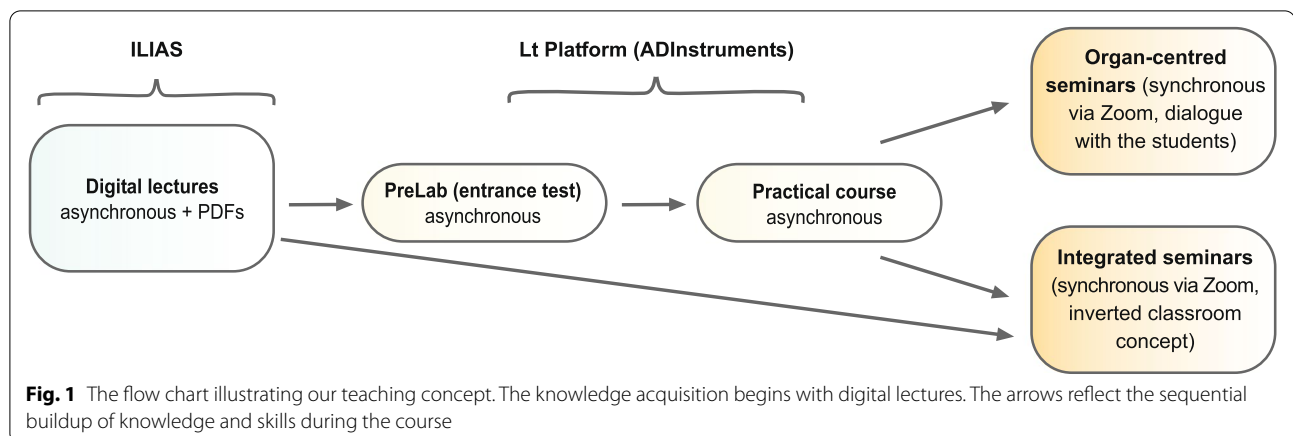 ILIAS
Lt Platform (ADInstruments)
Digital lectures
asynchronous + PDFs
PreLab (entrance test)
asynchronous
Practical course
asynchronous
Organ-centred
seminars (synchronous
via Zoom, dialogue
with the students)
Integrated seminars
(synchronous via Zoom,
inverted classroom
concept)
Fig. 1 The flow chart illustrating our teaching concept. The knowledge acquisition begins with digital lectures. The arrows reflect the sequential
buildup of knowledge and skills during the course